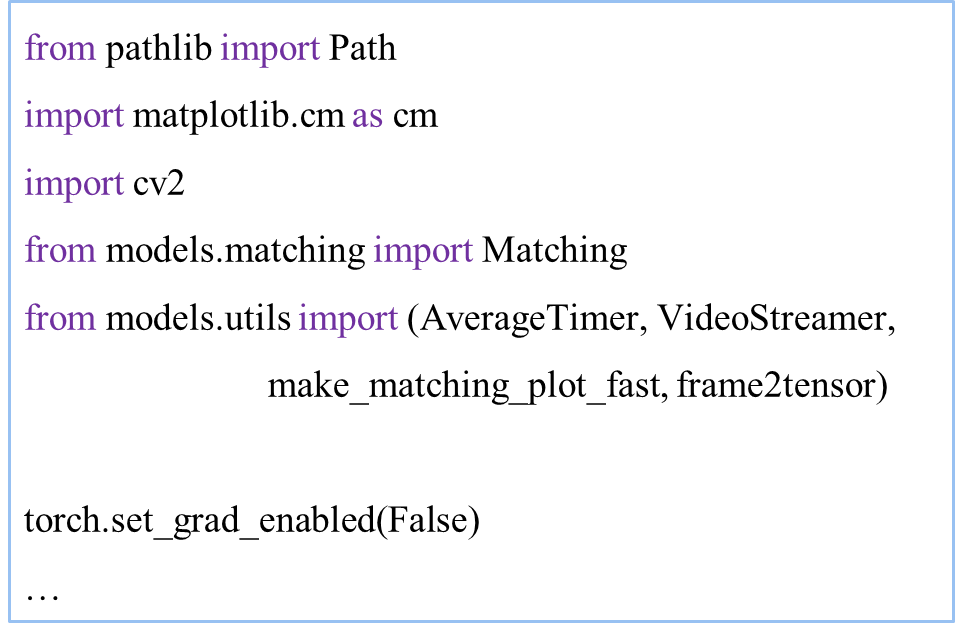 from pathlib import Path
import matplotlib.cm as cm
import cv2
from models.matching import Matching
from models.utils import (AverageTimer, VideoStreamer,
make_matching_plot_fast, frame2tensor)
torch.set_grad_enabled(False)
…